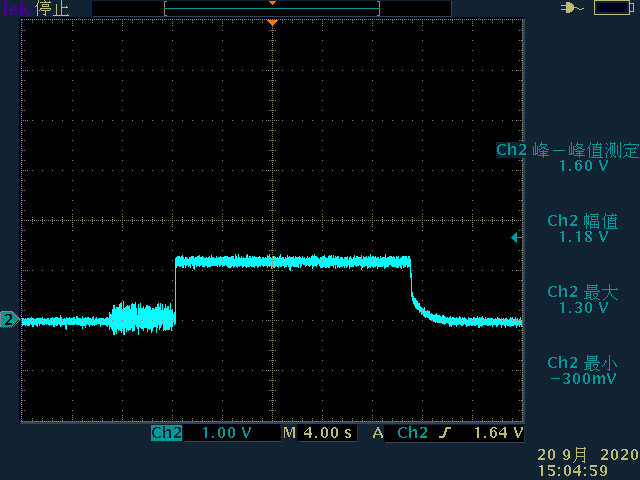 Tek 停止
Ch2 峰-峰值测定
1.60 V
Ch2 幅值
1.18 V
Ch2 最大
1.30 V
Ch2 最小
-300mV
2
Ch2 1.00 V M 4.00 s A Ch2 1.64 V
20 9月 2020
15:04:59